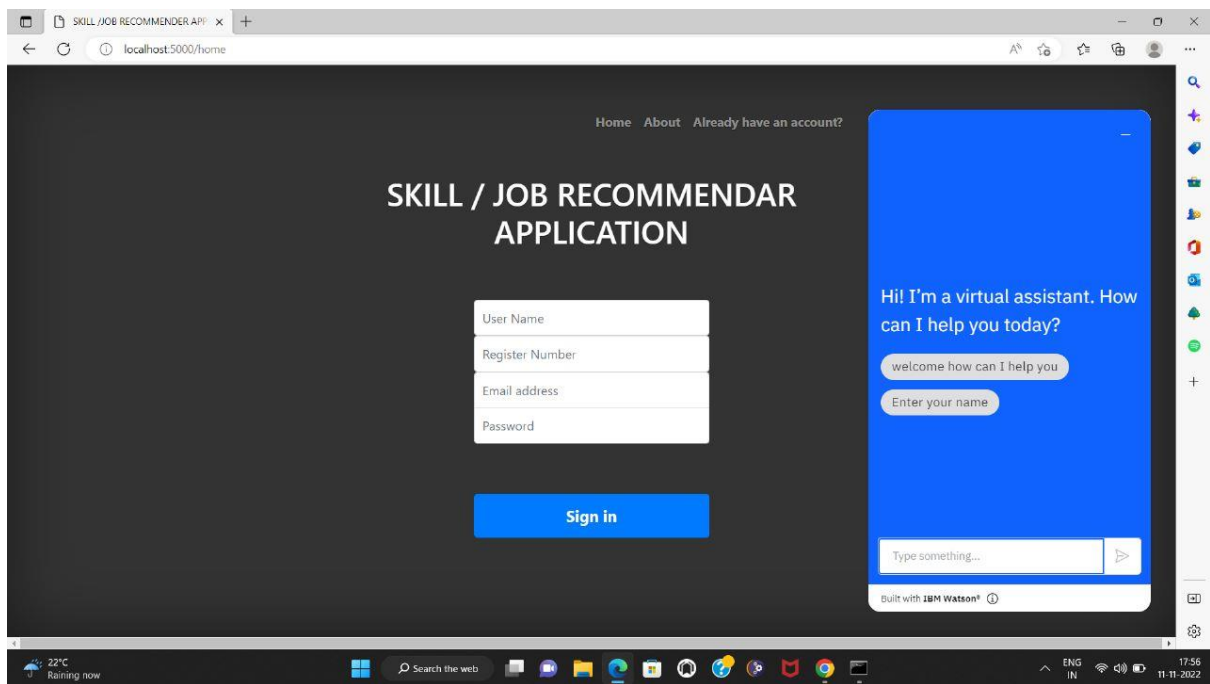 SKILL /JOB RECOMMENDER APP
localhost:5000/home
Home About Already have an account?
SKILL / JOB RECOMMENDAR
APPLICATION
User Name
Register Number
Email address
Password
Sign in
Hi! I'm a virtual assistant. How
can I help you today?
welcome how can I help you
Enter your name
Type something...
Built with IBM Watson®
22°C
Raining now
Search the web
ENG
IN
17:56
11-11-2022